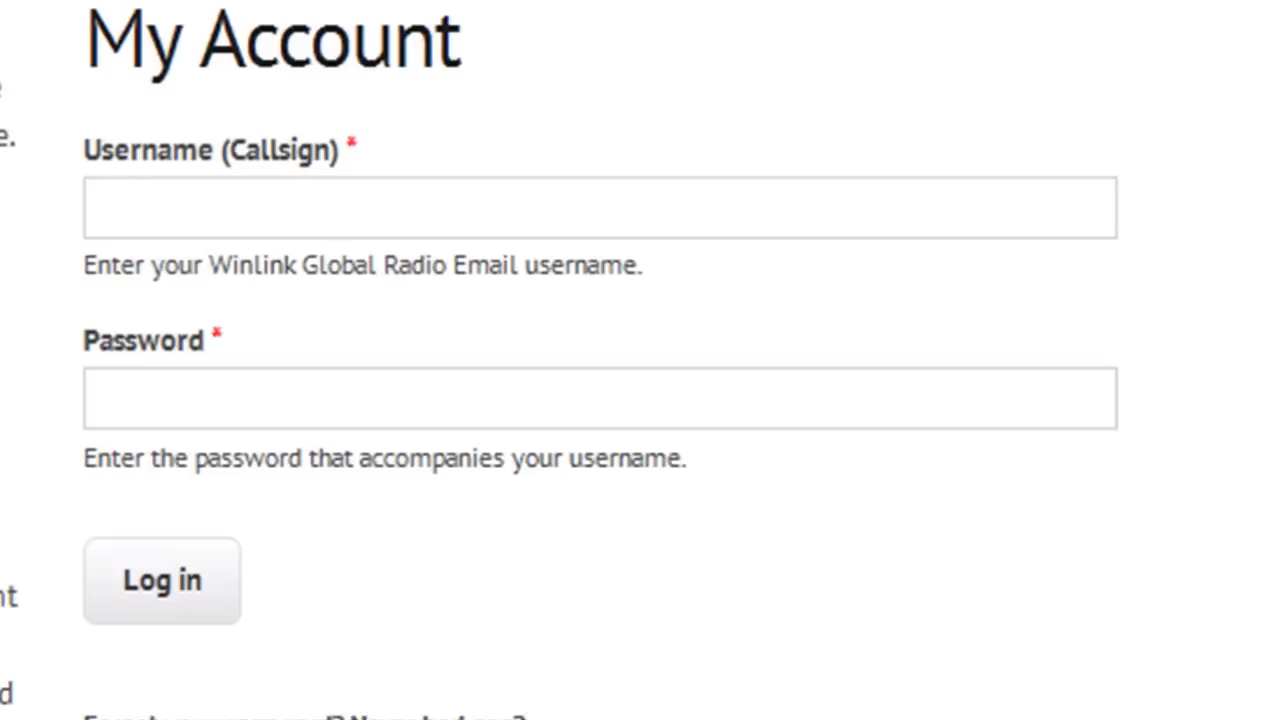 My Account
e.
Username (Callsign) *
Enter your Winlink Global Radio Email username.
Password *
Enter the password that accompanies your username.
Log in
nt
d